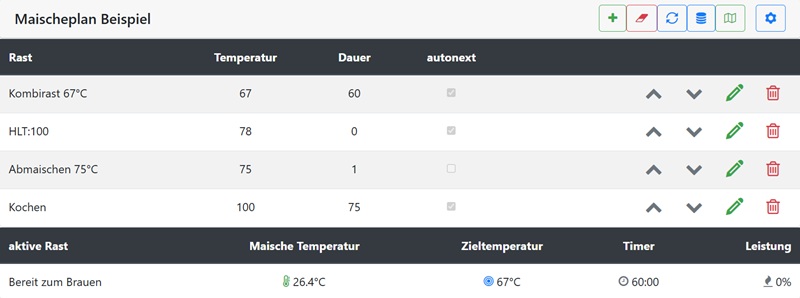 Maischeplan Beispiel
Rast Temperatur Dauer autonext
Kombirast 67°C 67 60
HLT:100 78 0
Abmaischen 75°C 75 1
Kochen 100 75
aktive Rast Maische Temperatur Zieltemperatur Timer Leistung
Bereit zum Brauen 26.4°C 67°C 60:00 0%